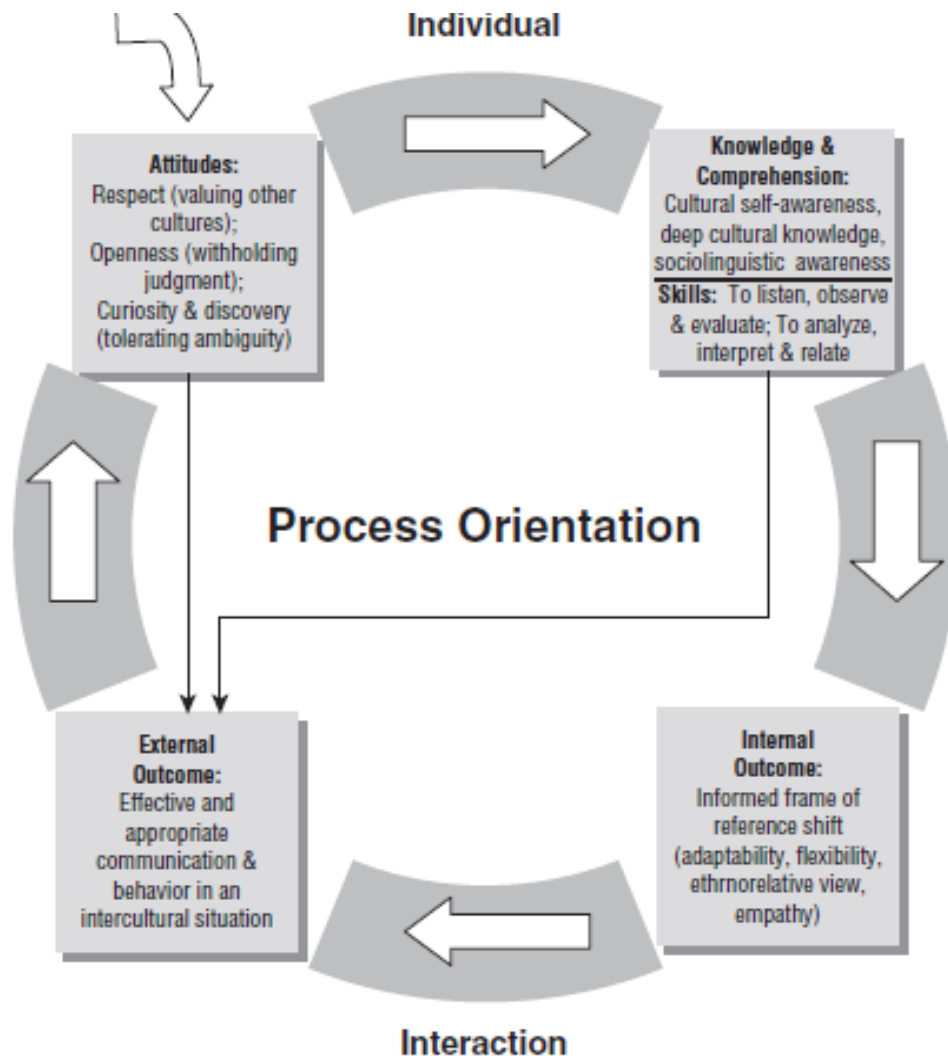 Individual
Attitudes:
Respect (valuing other
cultures);
Openness (withholding
judgment);
Curiosity & discovery
(tolerating ambiguity)
Knowledge &
Comprehension:
Cultural self-awareness,
deep cultural knowledge,
sociolinguistic awareness
Skills: To listen, observe
& evaluate; To analyze,
interpret & relate
Process Orientation
External
Outcome:
Effective and
appropriate
communication &
behavior in an
intercultural situation
Internal
Outcome:
Informed frame of
reference shift
(adaptability, flexibility,
ethrnorelative view,
empathy)
Interaction